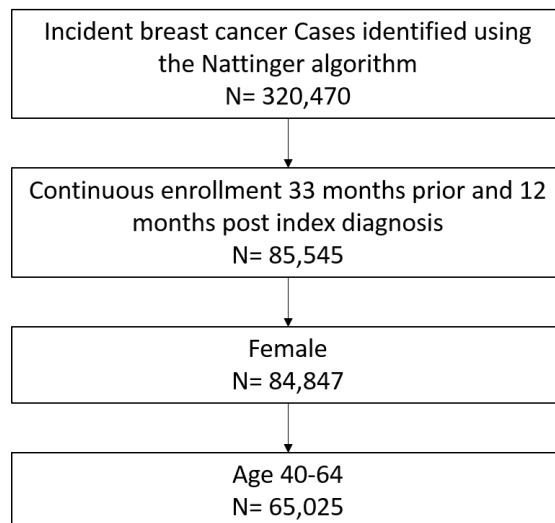 Incident breast cancer Cases identified using
the Nattinger algorithm
N= 320,470
Continuous enrollment 33 months prior and 12
months post index diagnosis
N= 85,545
Female
N= 84,847
Age 40-64
N= 65,025